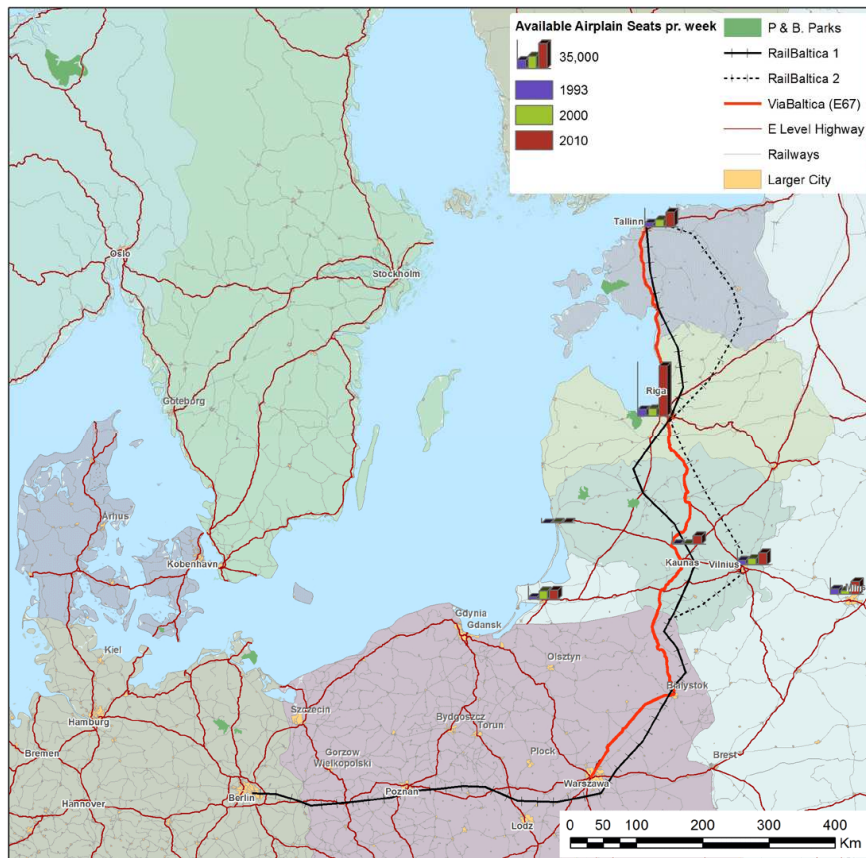 Available Airplain Seats pr. week
35,000
1993
2000
2010
P & B. Parks
RailBaltica 1
RailBaltica 2
ViaBaltica (E67)
E Level Highway
Railways
Larger City
Tallinn
Oslo
Stockholm
Riga
Göteborg
Århus
Kobenhavn
Kaunas
Vilnius
Gdynia
Gdansk
Kiel
Olsztyn
Bialystok
Szczecin
Hamburg
Bydgoszcz
Torun
Bremen
Gorzow
Wielkopolski
Plock
Brest
Warszawa
Berlin
Poznan
Hannover
Lodz
0 50 100 200 300 400
Km